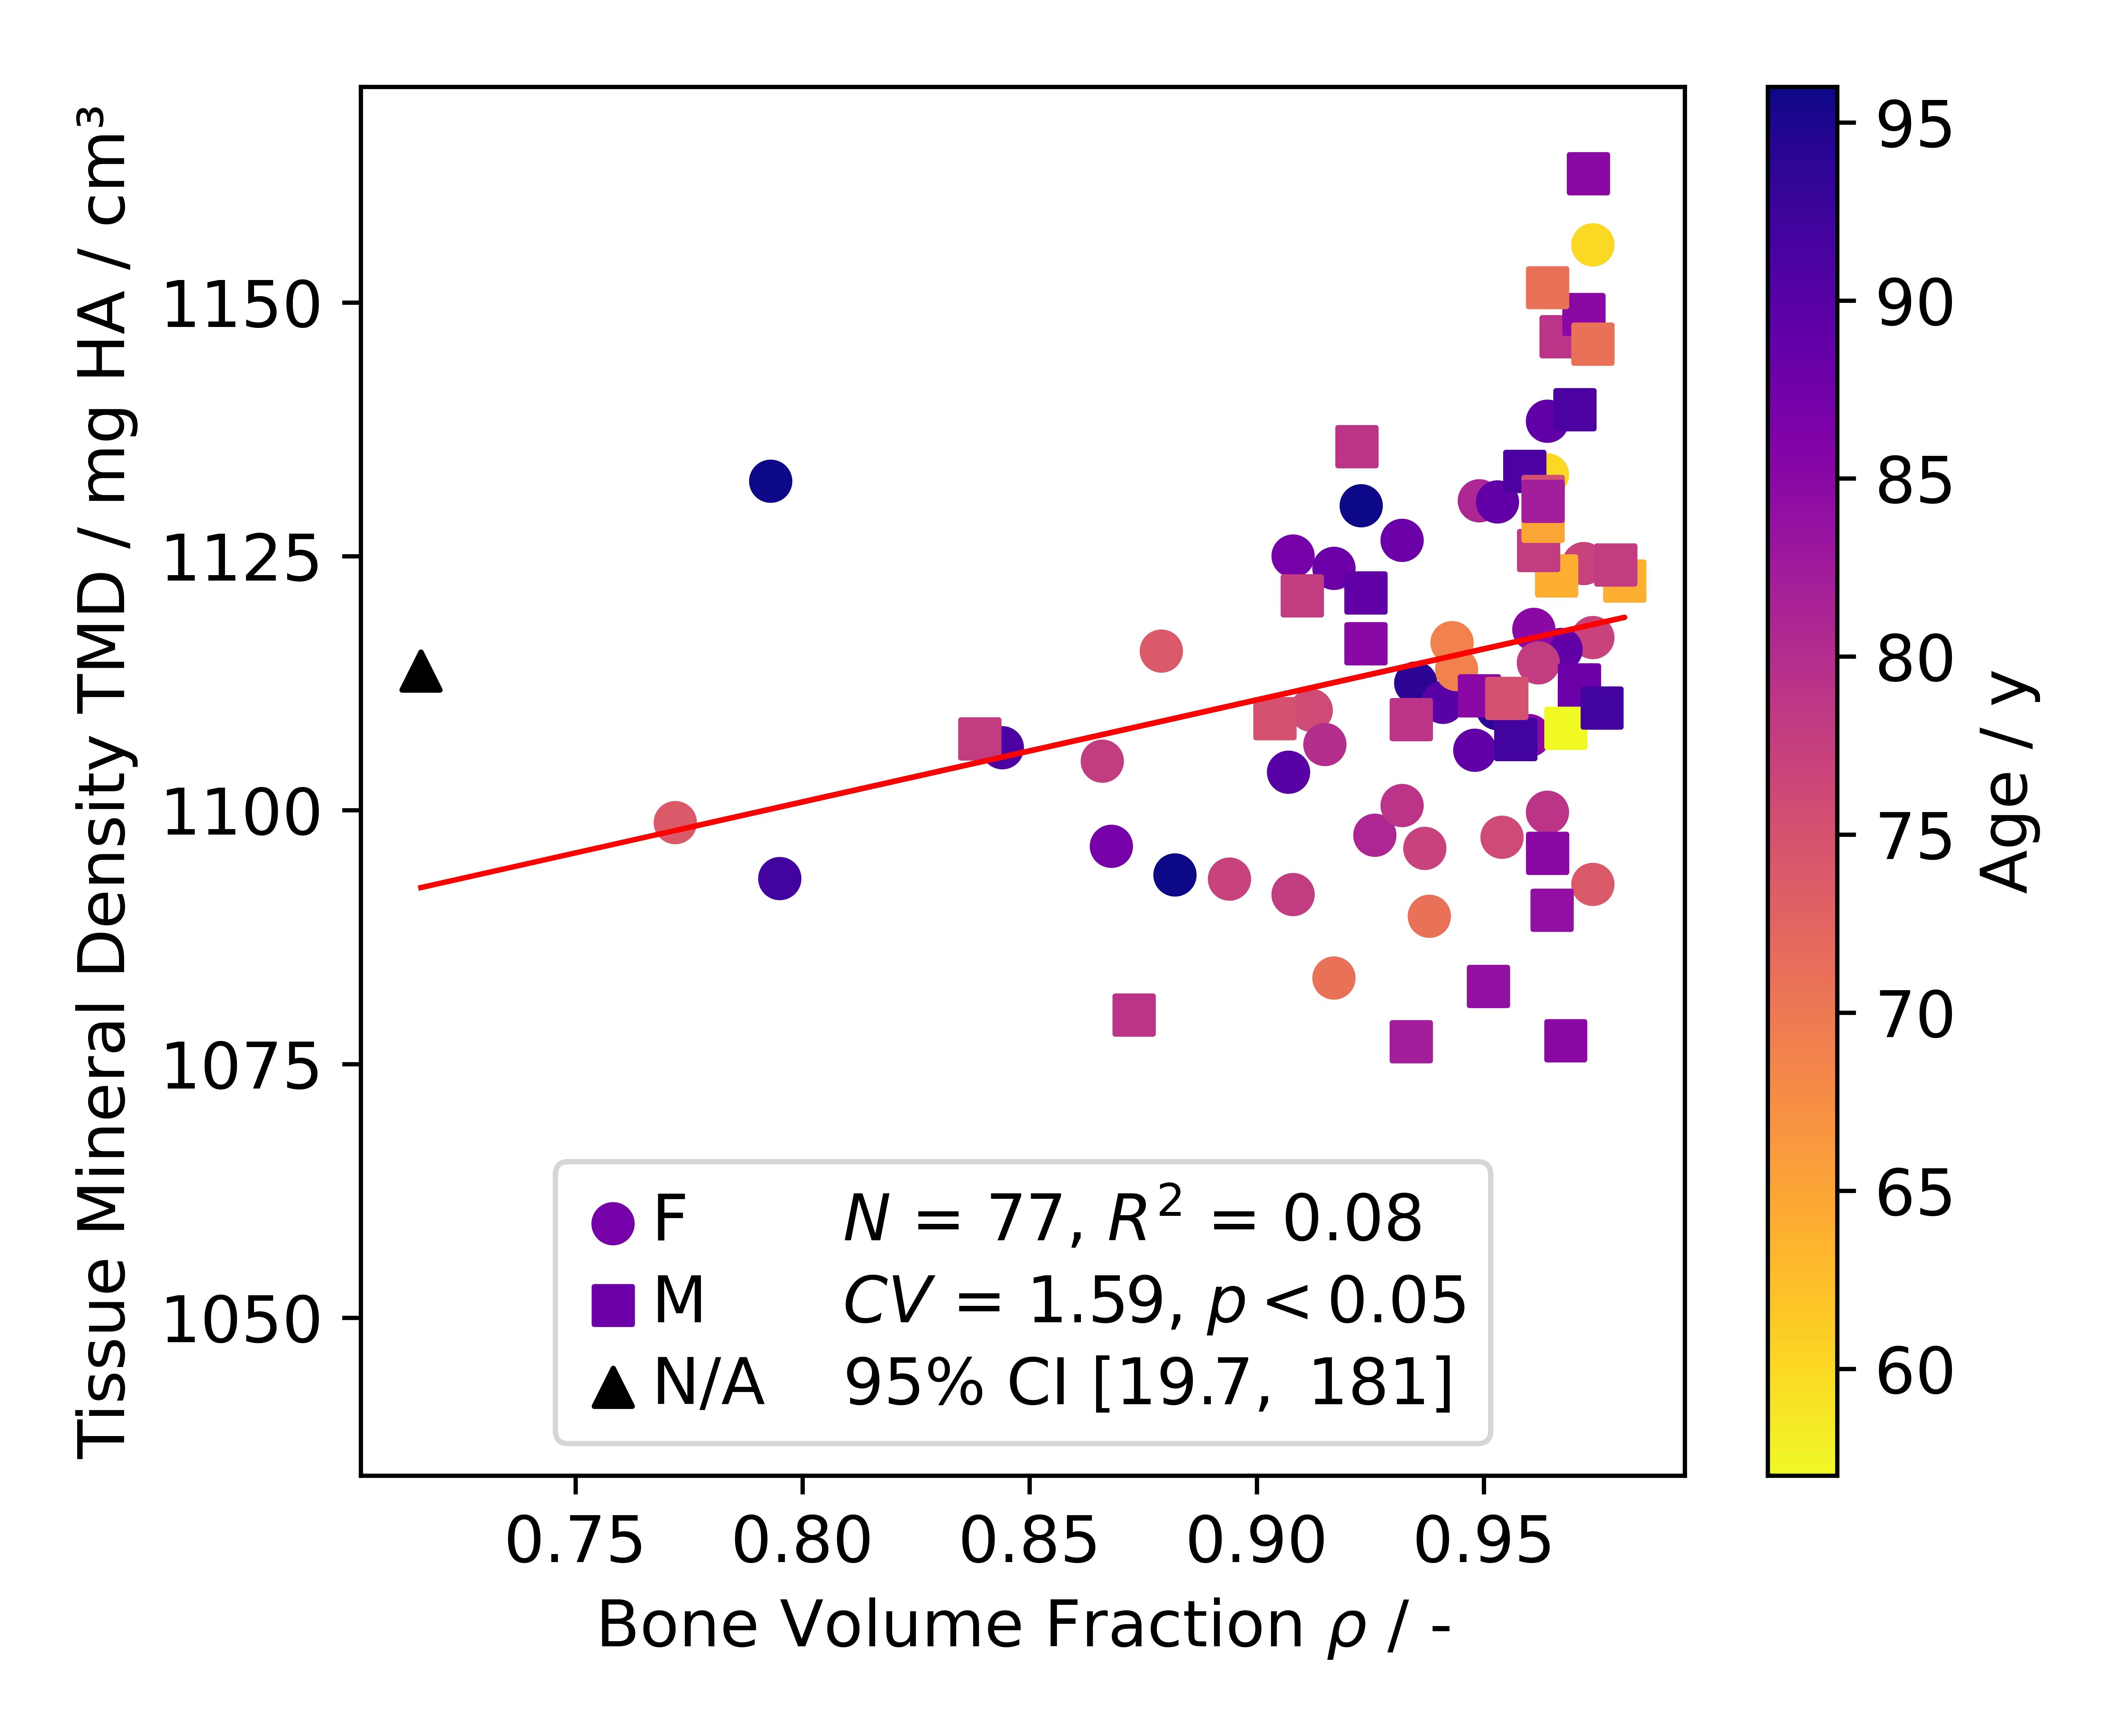 Tissue Mineral Density TMD / mg HA / cm³
1150
1125
1100
1075
1050
F N = 77, R² = 0.08
M CV = 1.59, p < 0.05
N/A 95% CI [19.7, 181]
0.75 0.80 0.85 0.90 0.95
Bone Volume Fraction ρ / -
95
90
85
80
75
70
65
60
Age / y